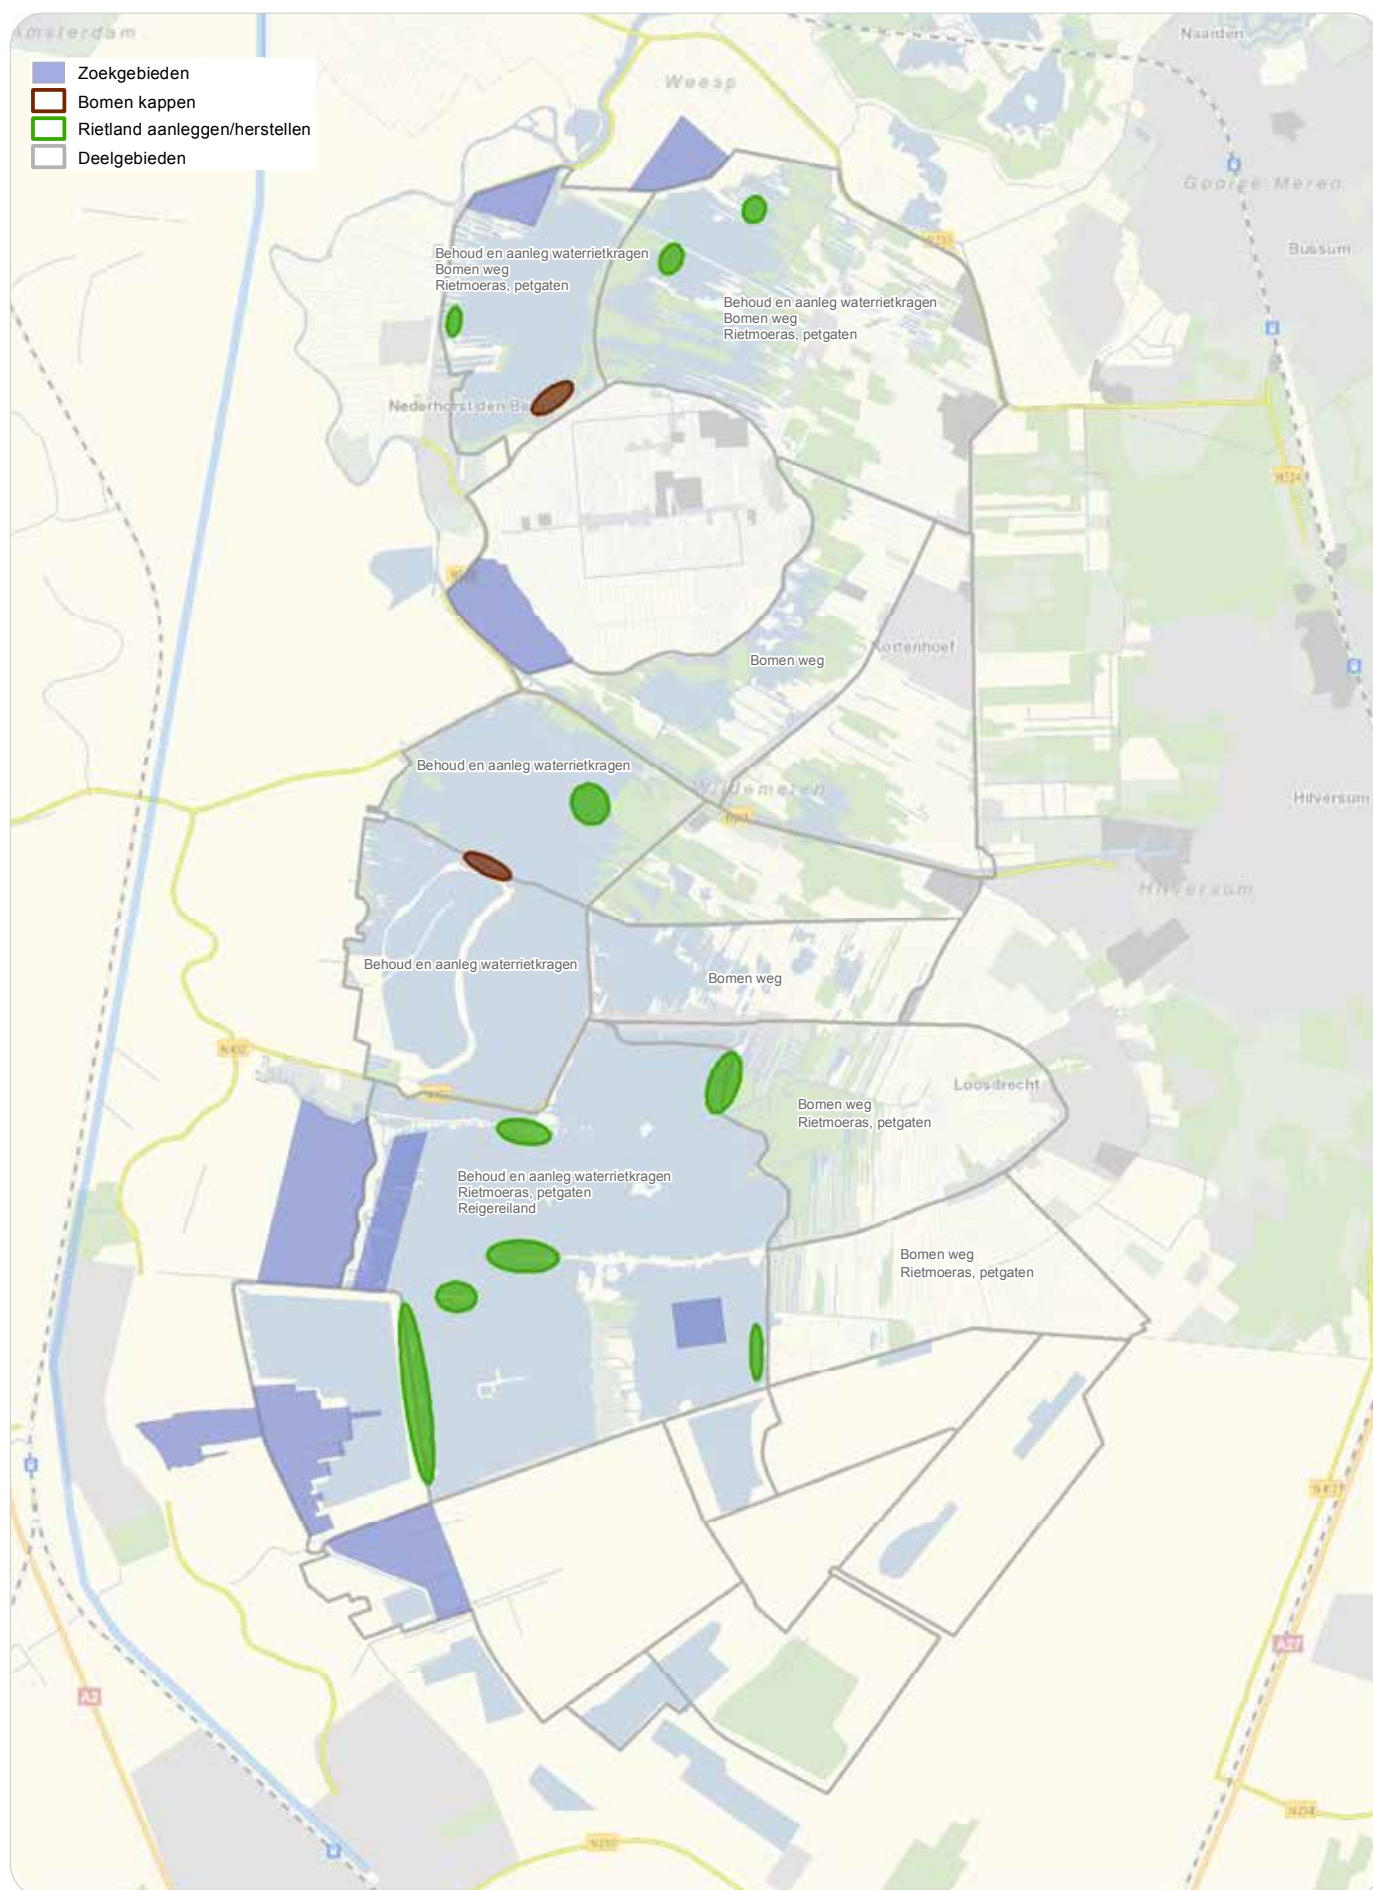 Amsterdam
Naarden
Zoekgebieden
Bomen kappen
Rietland aanleggen/herstellen
Deelgebieden
Weesp
Gooise Meren
Bussum
Behoud en aanleg waterrietkragen
Bomen weg
Rietmoeras, petgaten
Behoud en aanleg waterrietkragen
Bomen weg
Rietmoeras, petgaten
Nederhorst den
Kortenhoef
Bomen weg
Behoud en aanleg waterrietkragen
Wijdemeren
Hilversum
Hilversum
Behoud en aanleg waterrietkragen
Bomen weg
Loosdrecht
Bomen weg
Rietmoeras, petgaten
Behoud en aanleg waterrietkragen
Rietmoeras, petgaten
Reigereiland
Bomen weg
Rietmoeras, petgaten
A27
A2